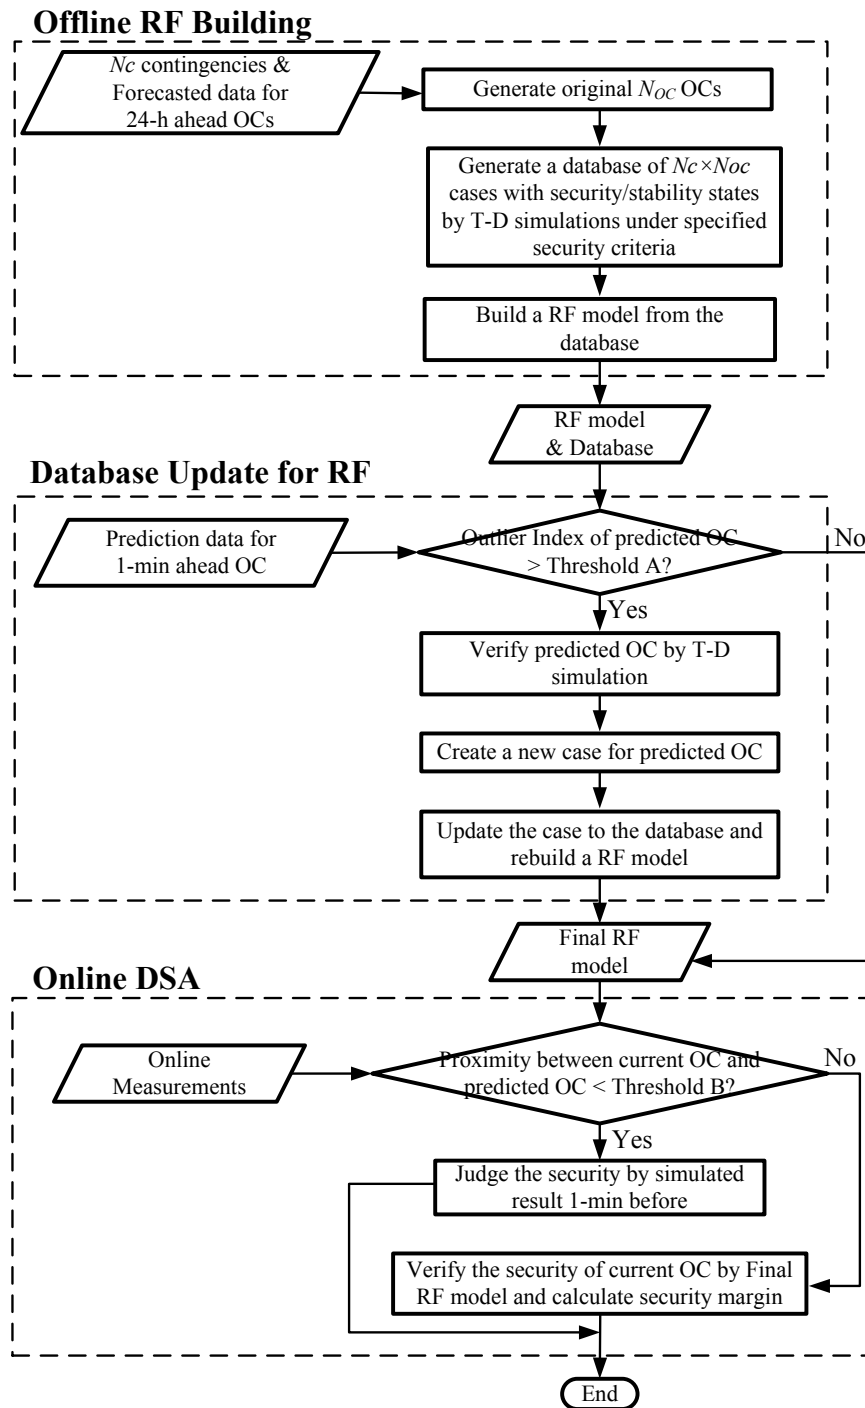 Offline RF Building
Nc contingencies &
Forecasted data for
24-h ahead OCs
Generate original NOC OCs
Generate a database of Nc×Noc
cases with security/stability states
by T-D simulations under specified
security criteria
Build a RF model from the
database
RF model
& Database
Database Update for RF
Prediction data for
1-min ahead OC
Outlier Index of predicted OC
> Threshold A?
No
Yes
Verify predicted OC by T-D
simulation
Create a new case for predicted OC
Update the case to the database and
rebuild a RF model
Final RF
model
Online DSA
Online
Measurements
Proximity between current OC and
predicted OC < Threshold B?
No
Yes
Judge the security by simulated
result 1-min before
Verify the security of current OC by Final
RF model and calculate security margin
End